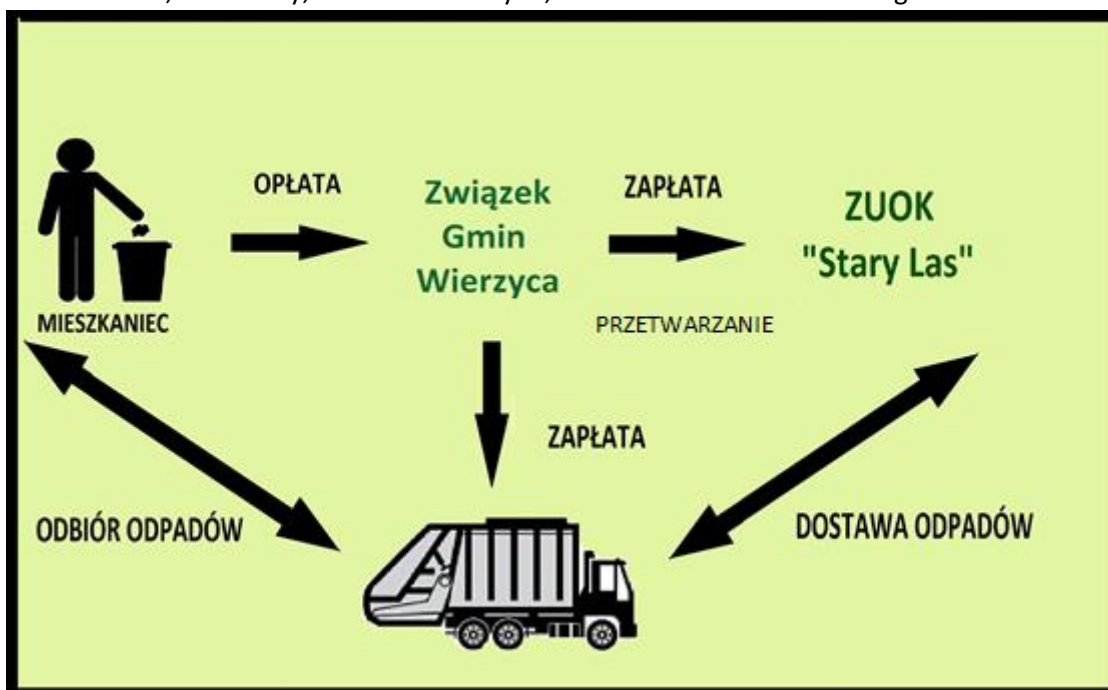 OPŁATA
ZAPŁATA
Związek
Gmin
Wierzyca
ZUOK
"Stary Las"
MIESZKANIEC
PRZETWARZANIE
ZAPŁATA
ODBIÓR ODPADÓW
DOSTAWA ODPADÓW